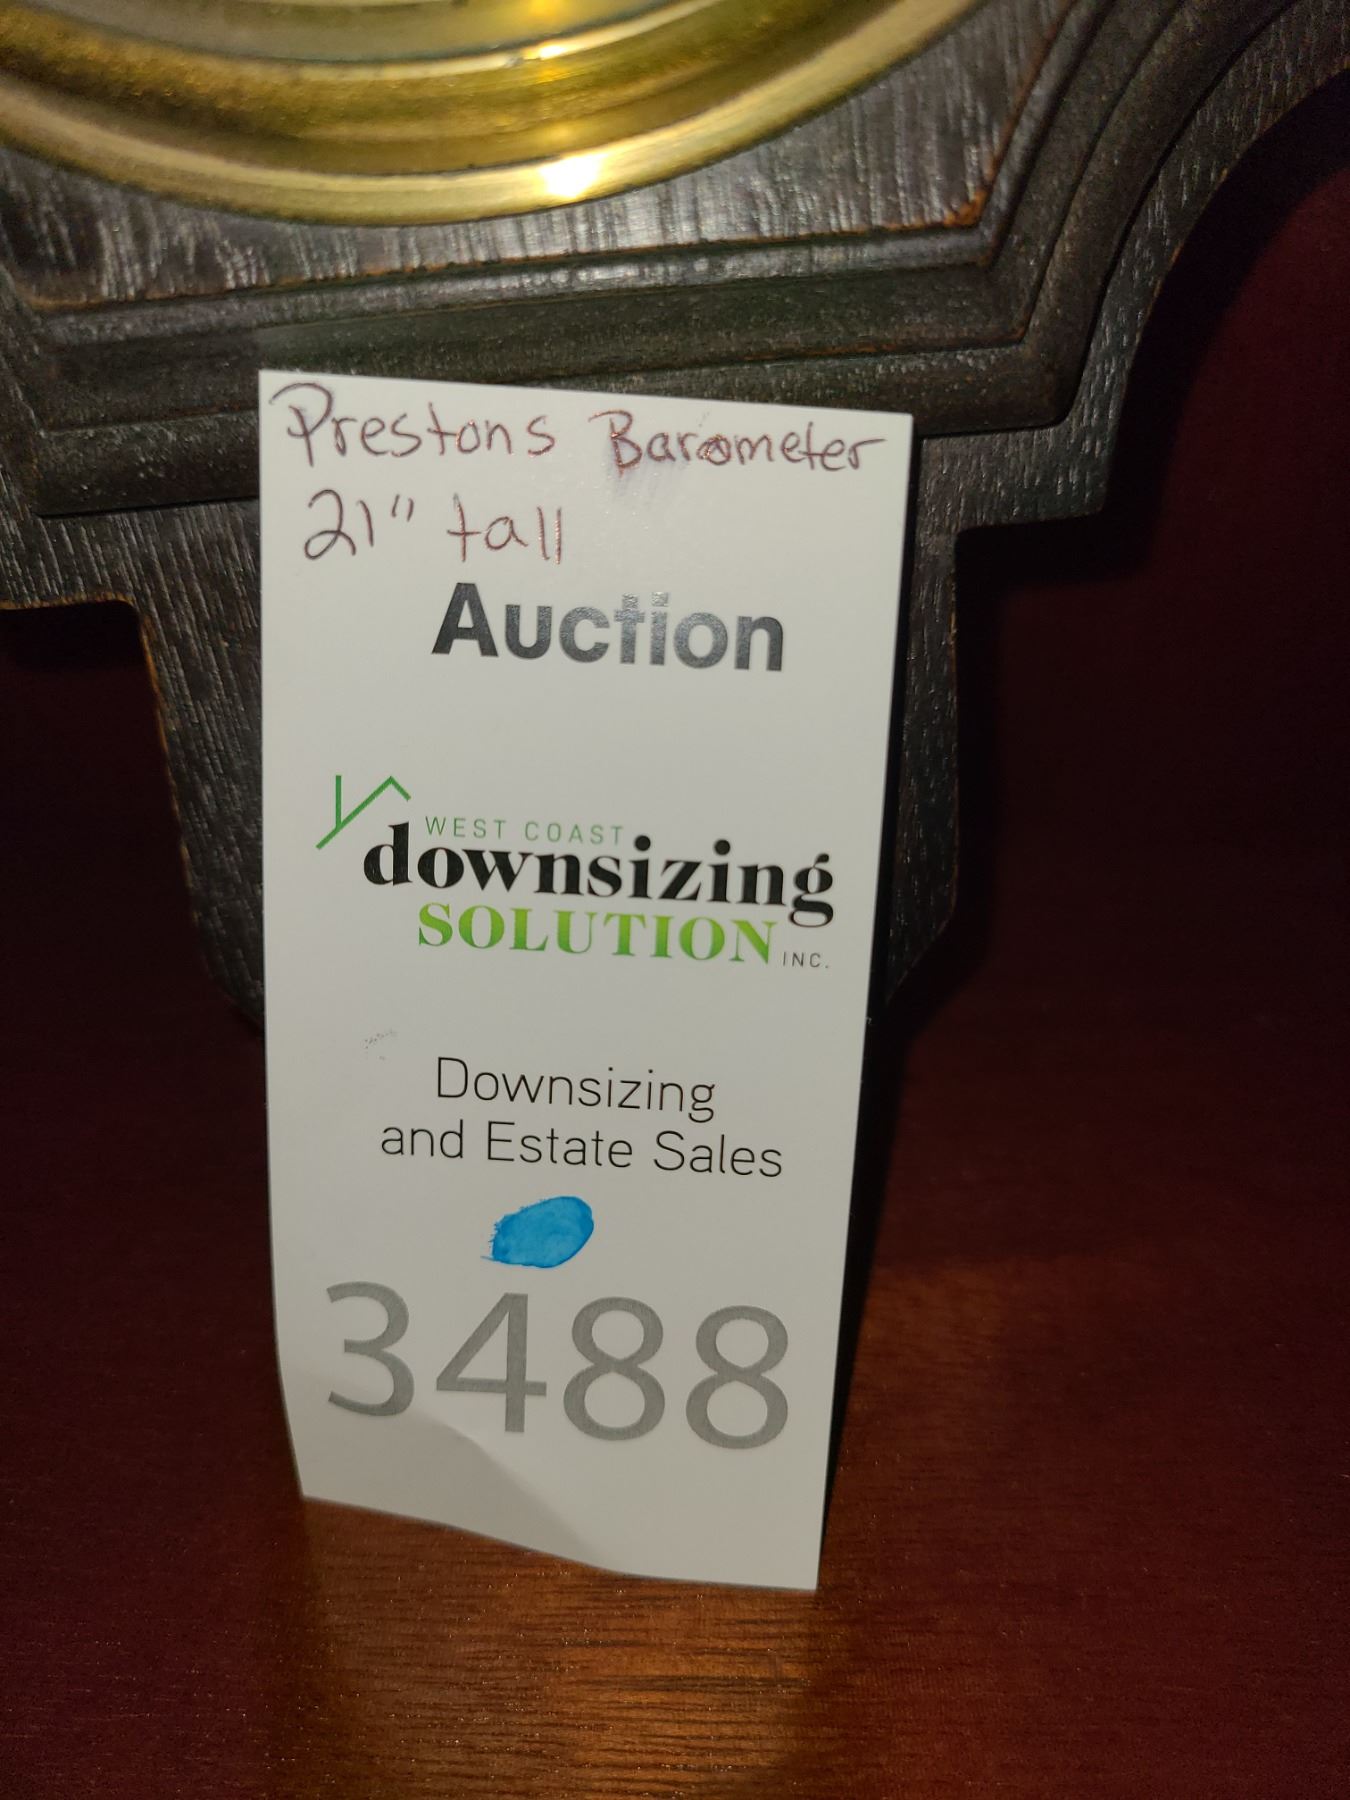 Prestons Barometer
21" tall
Auction
WEST COAST
downsizing
SOLUTION INC.
Downsizing
and Estate Sales
3488